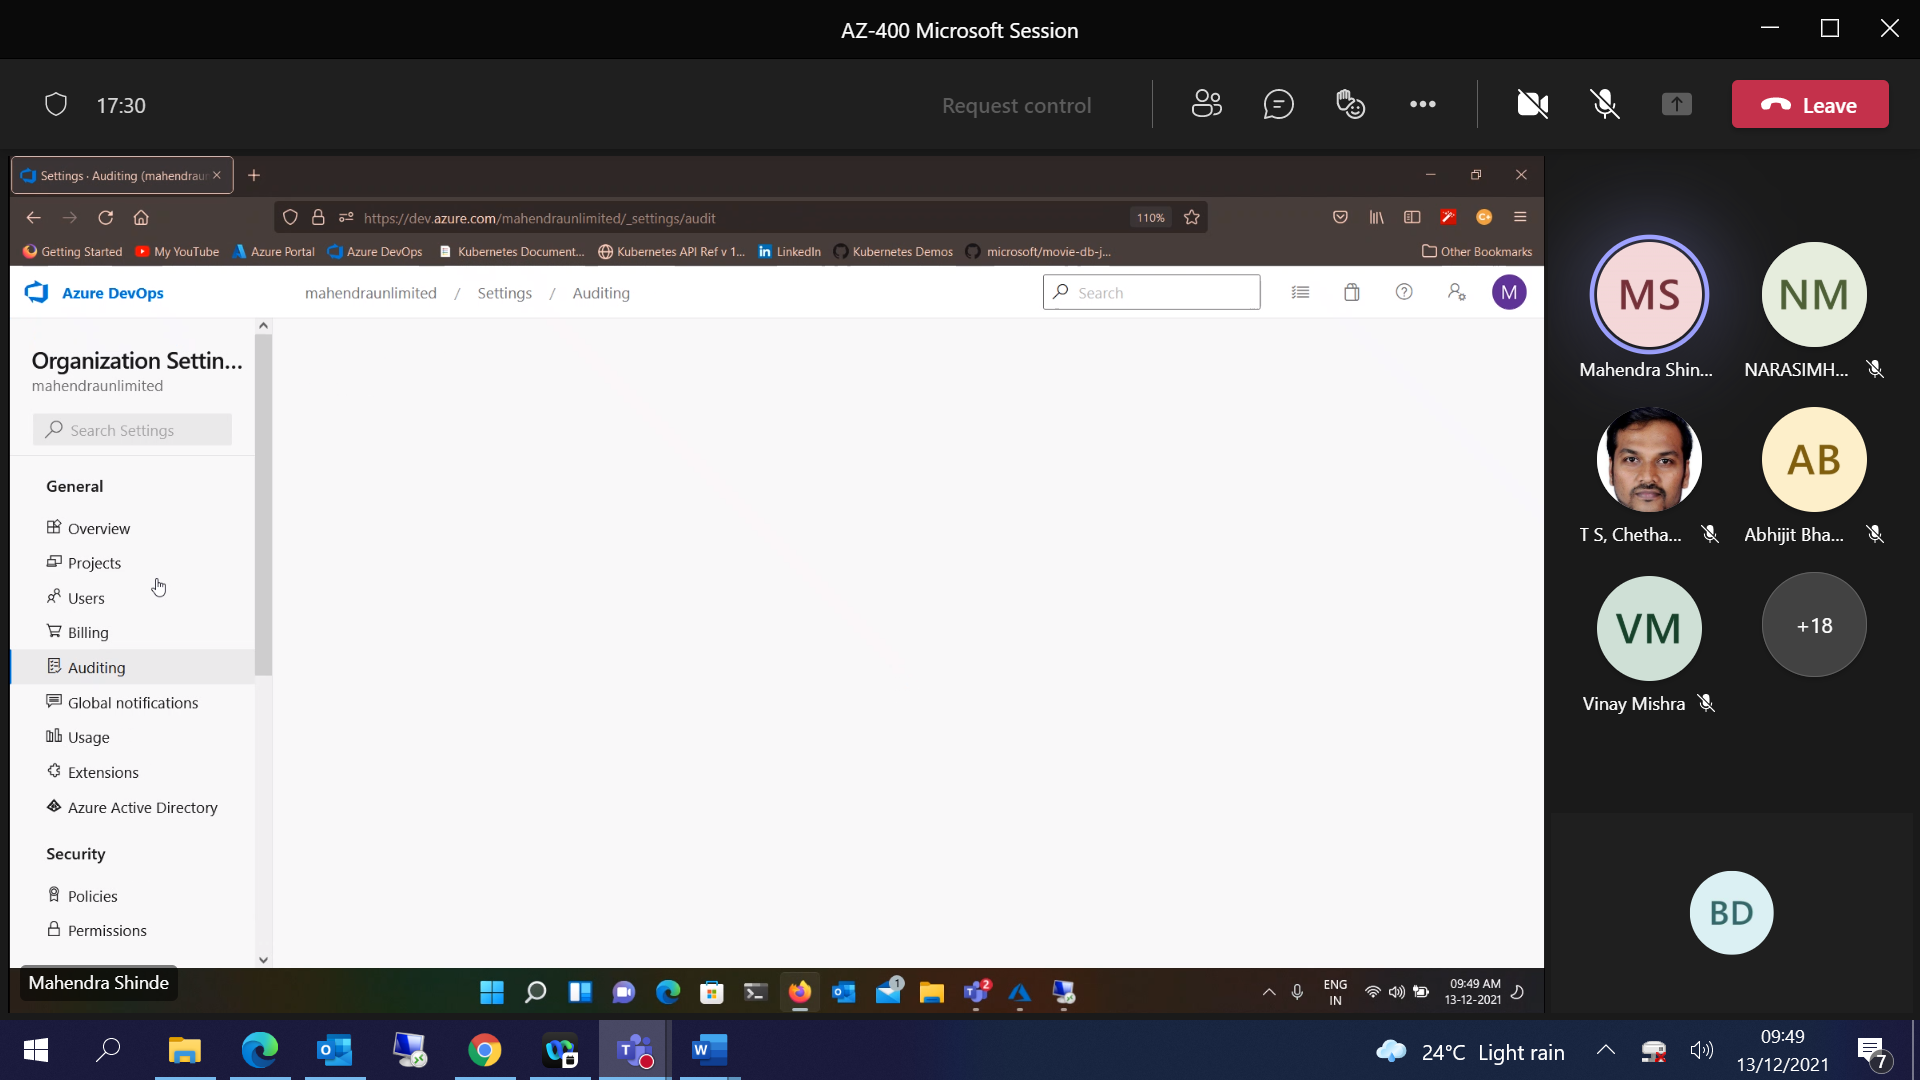 AZ-400 Microsoft Session
17:30
Request control
Leave
Settings · Auditing (mahendrau
https://dev.azure.com/mahendraunlimited/_settings/audit
110%
Getting Started
My YouTube
Azure Portal
Azure DevOps
Kubernetes Document...
Kubernetes API Ref v 1...
LinkedIn
Kubernetes Demos
microsoft/movie-db-j...
Other Bookmarks
Azure DevOps
mahendraunlimited / Settings / Auditing
Search
M
Organization Settin...
mahendraunlimited
Search Settings
General
Overview
Projects
Users
Billing
Auditing
Global notifications
Usage
Extensions
Azure Active Directory
Security
Policies
Permissions
Mahendra Shinde
1
2
ENG
IN
09:49 AM
13-12-2021
MS
Mahendra Shin...
NM
NARASIMH...
T S, Chetha...
AB
Abhijit Bha...
VM
Vinay Mishra
+18
BD
24°C Light rain
09:49
13/12/2021
7